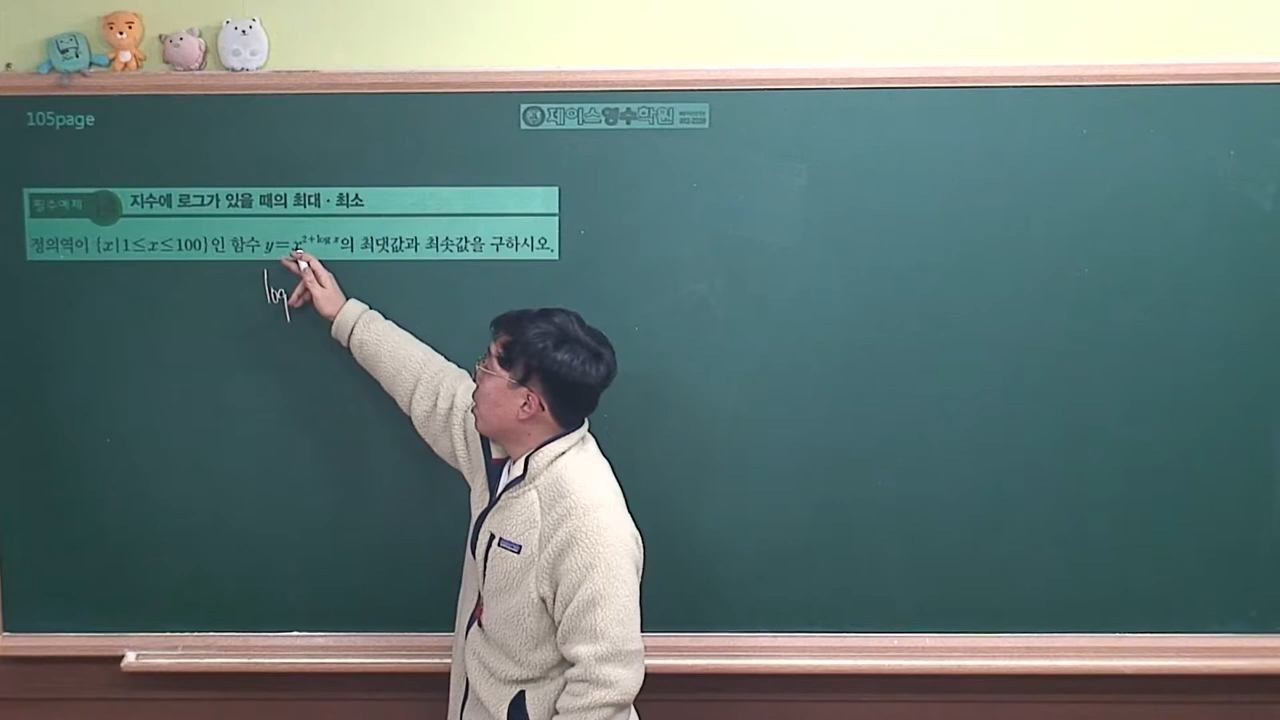 105page
제이스영수학원
필수예제 지수에 로그가 있을 때의 최대 · 최소
정의역이 {x|1≤x≤100}인 함수 y=x^{2+log x}의 최댓값과 최솟값을 구하시오.
log